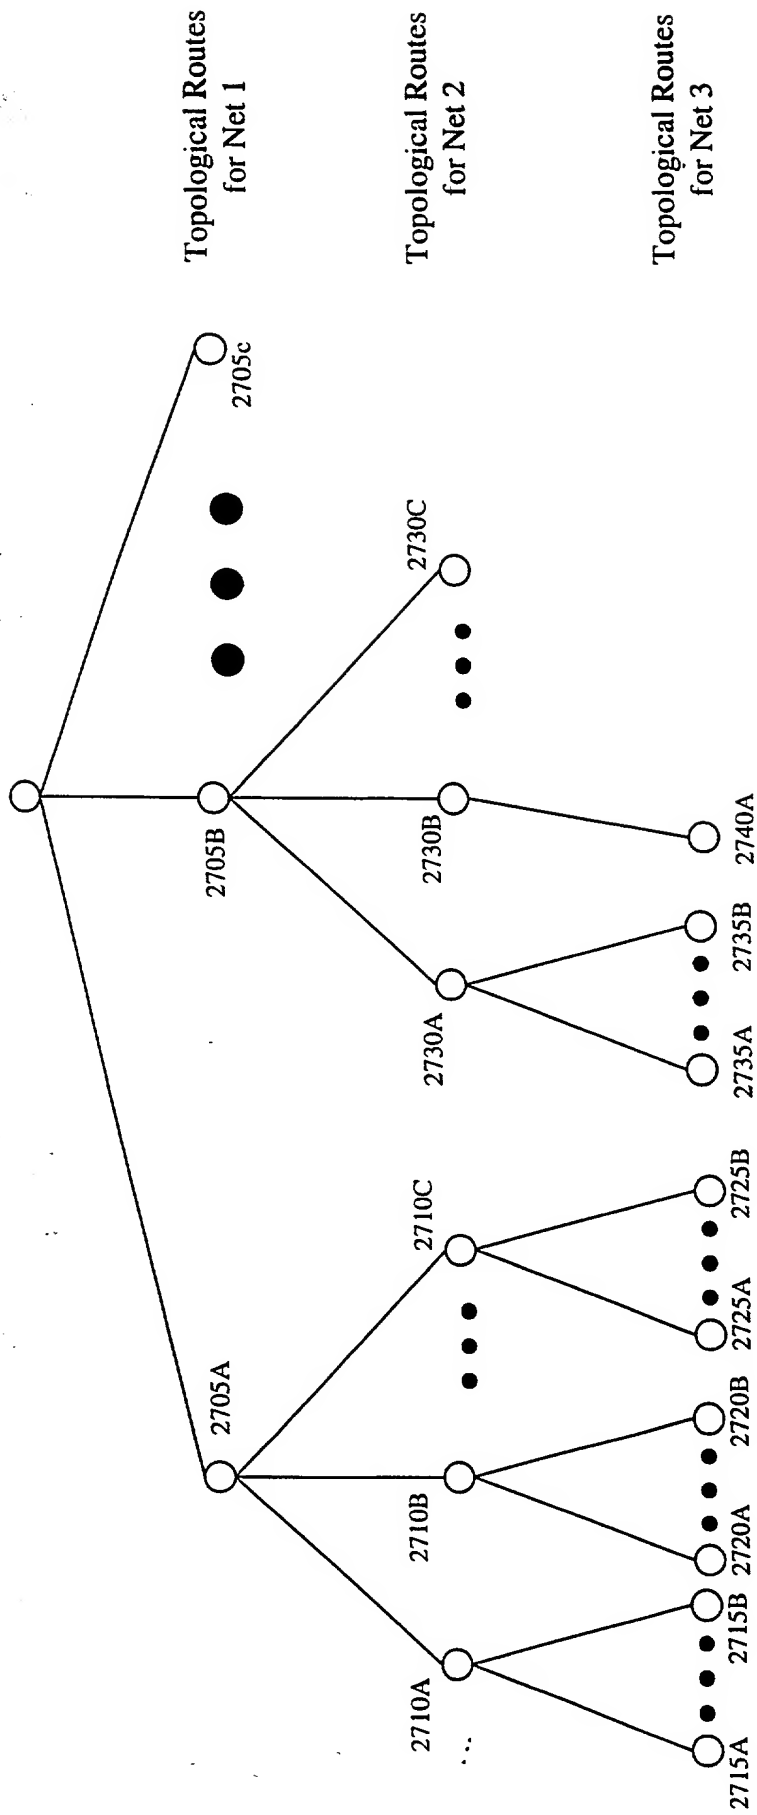 Topological Routes
for Net 1
2705A
2705B
2705c
Topological Routes
for Net 2
2710A
2710B
2710C
2730A
2730B
2730C
Topological Routes
for Net 3
2715A
2715B
2720A
2720B
2725A
2725B
2735A
2735B
2740A